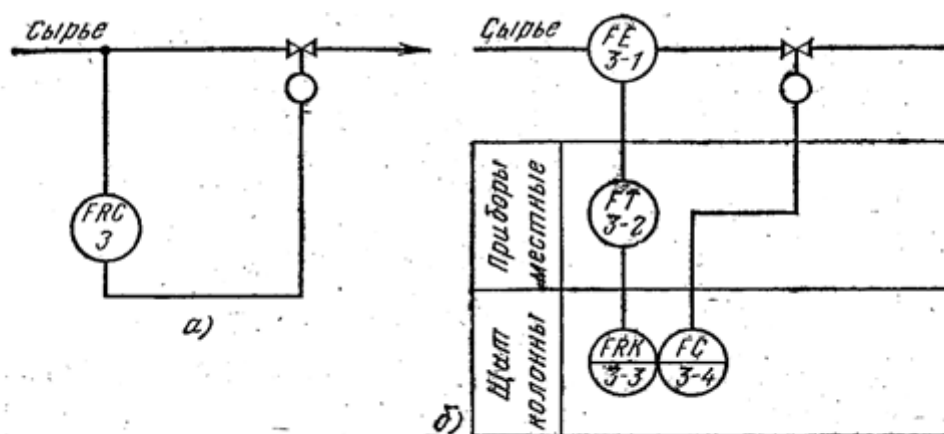 Сырье
FRC
3
а)
Сырье
FE
3-1
Приборы
местные
FT
3-2
Щит
колонны
FRK
3-3
FC
3-4
б)